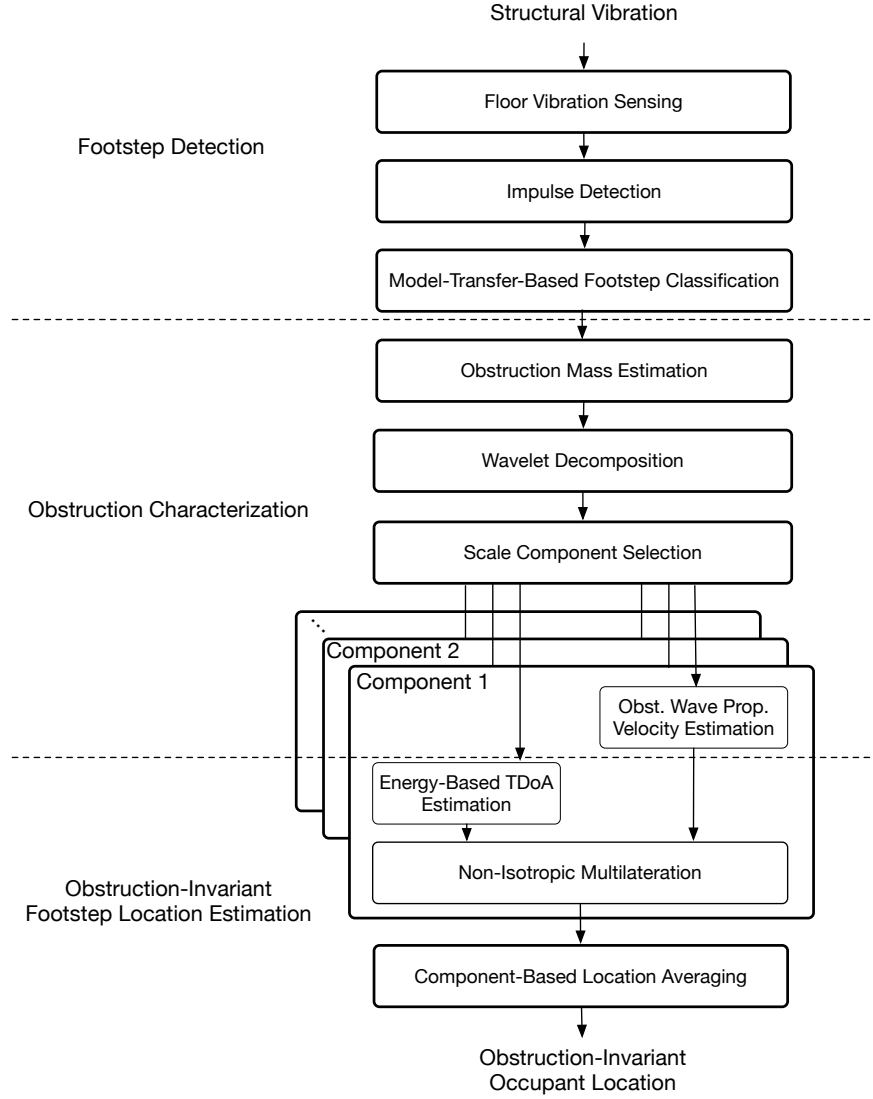 Structural Vibration
Floor Vibration Sensing
Footstep Detection
Impulse Detection
Model-Transfer-Based Footstep Classification
Obstruction Mass Estimation
Wavelet Decomposition
Obstruction Characterization
Scale Component Selection
Component 2
Component 1
Obst. Wave Prop.
Velocity Estimation
Energy-Based TDoA
Estimation
Non-Isotropic Multilateration
Obstruction-Invariant
Footstep Location Estimation
Component-Based Location Averaging
Obstruction-Invariant
Occupant Location